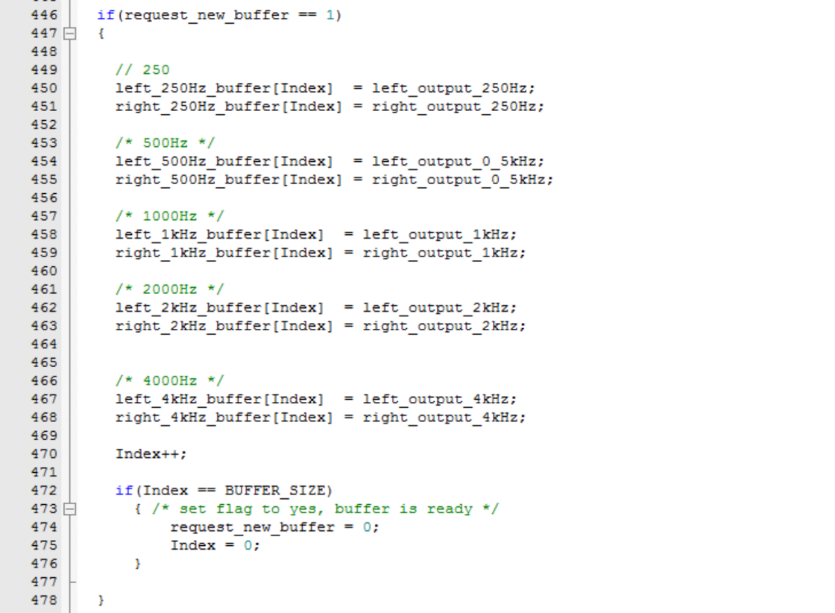 446 if(request_new_buffer == 1)
447 {
448
449 // 250
450 left_250Hz_buffer[Index]  = left_output_250Hz;
451 right_250Hz_buffer[Index] = right_output_250Hz;
452
453 /* 500Hz */
454 left_500Hz_buffer[Index]  = left_output_0_5kHz;
455 right_500Hz_buffer[Index] = right_output_0_5kHz;
456
457 /* 1000Hz */
458 left_1kHz_buffer[Index]  = left_output_1kHz;
459 right_1kHz_buffer[Index] = right_output_1kHz;
460
461 /* 2000Hz */
462 left_2kHz_buffer[Index]  = left_output_2kHz;
463 right_2kHz_buffer[Index] = right_output_2kHz;
464
465
466 /* 4000Hz */
467 left_4kHz_buffer[Index]  = left_output_4kHz;
468 right_4kHz_buffer[Index] = right_output_4kHz;
469
470 Index++;
471
472 if(Index == BUFFER_SIZE)
473 { /* set flag to yes, buffer is ready */
474 request_new_buffer = 0;
475 Index = 0;
476 }
477
478 }